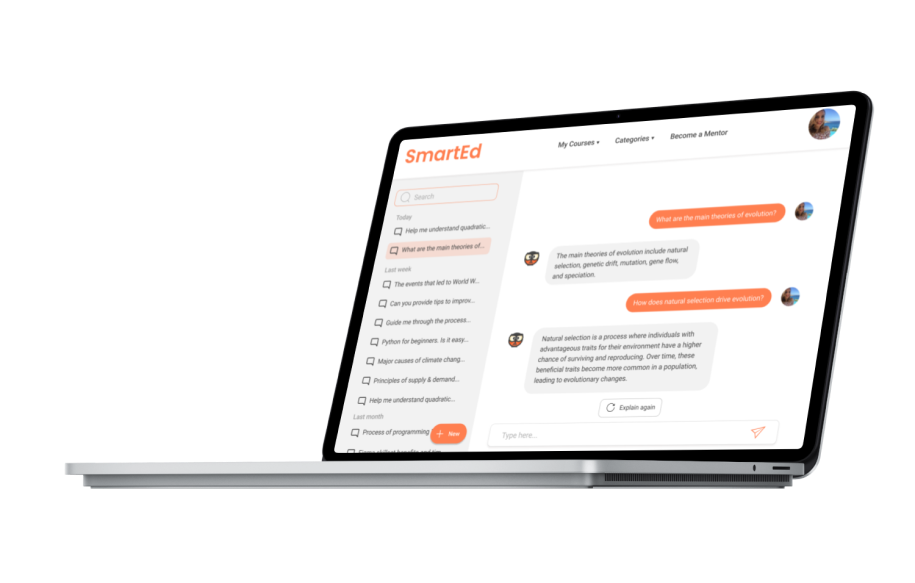 SmartEd
My Courses
Categories
Become a Mentor
Search
Today
Help me understand quadratic...
What are the main theories of...
Last week
The events that led to World W...
Can you provide tips to improv...
Guide me through the process...
Python for beginners. Is it easy...
Major causes of climate chang...
Principles of supply & demand...
Help me understand quadratic...
Last month
Process of programming
+ New
What are the main theories of evolution?
The main theories of evolution include natural
selection, genetic drift, mutation, gene flow,
and speciation.
How does natural selection drive evolution?
Natural selection is a process where individuals with
advantageous traits for their environment have a higher
chance of surviving and reproducing. Over time, these
beneficial traits become more common in a population,
leading to evolutionary changes.
Explain again
Type here...